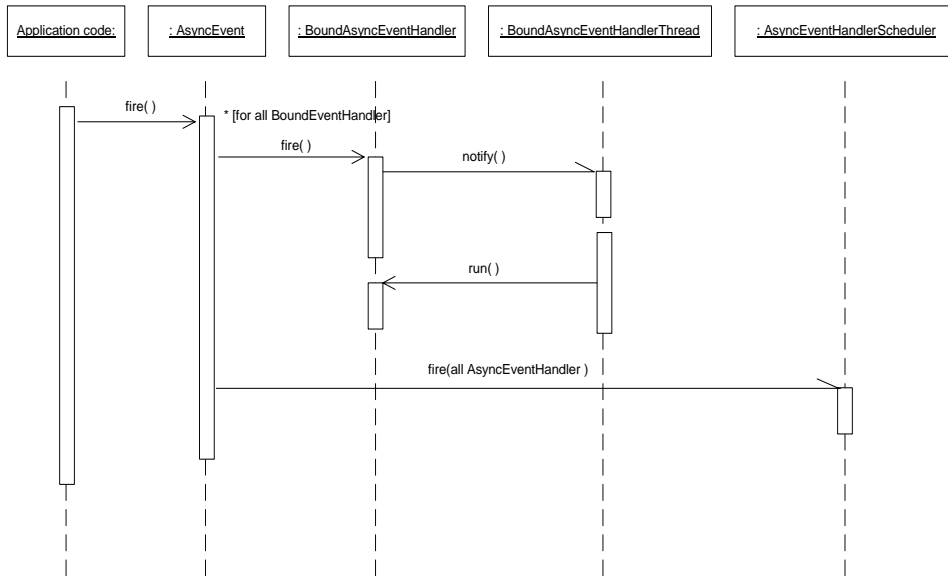 Application code:
: AsyncEvent
: BoundAsyncEventHandler
: BoundAsyncEventHandlerThread
: AsyncEventHandlerScheduler
fire( )
* [for all BoundEventHandler]
fire( )
notify( )
run( )
fire(all AsyncEventHandler )